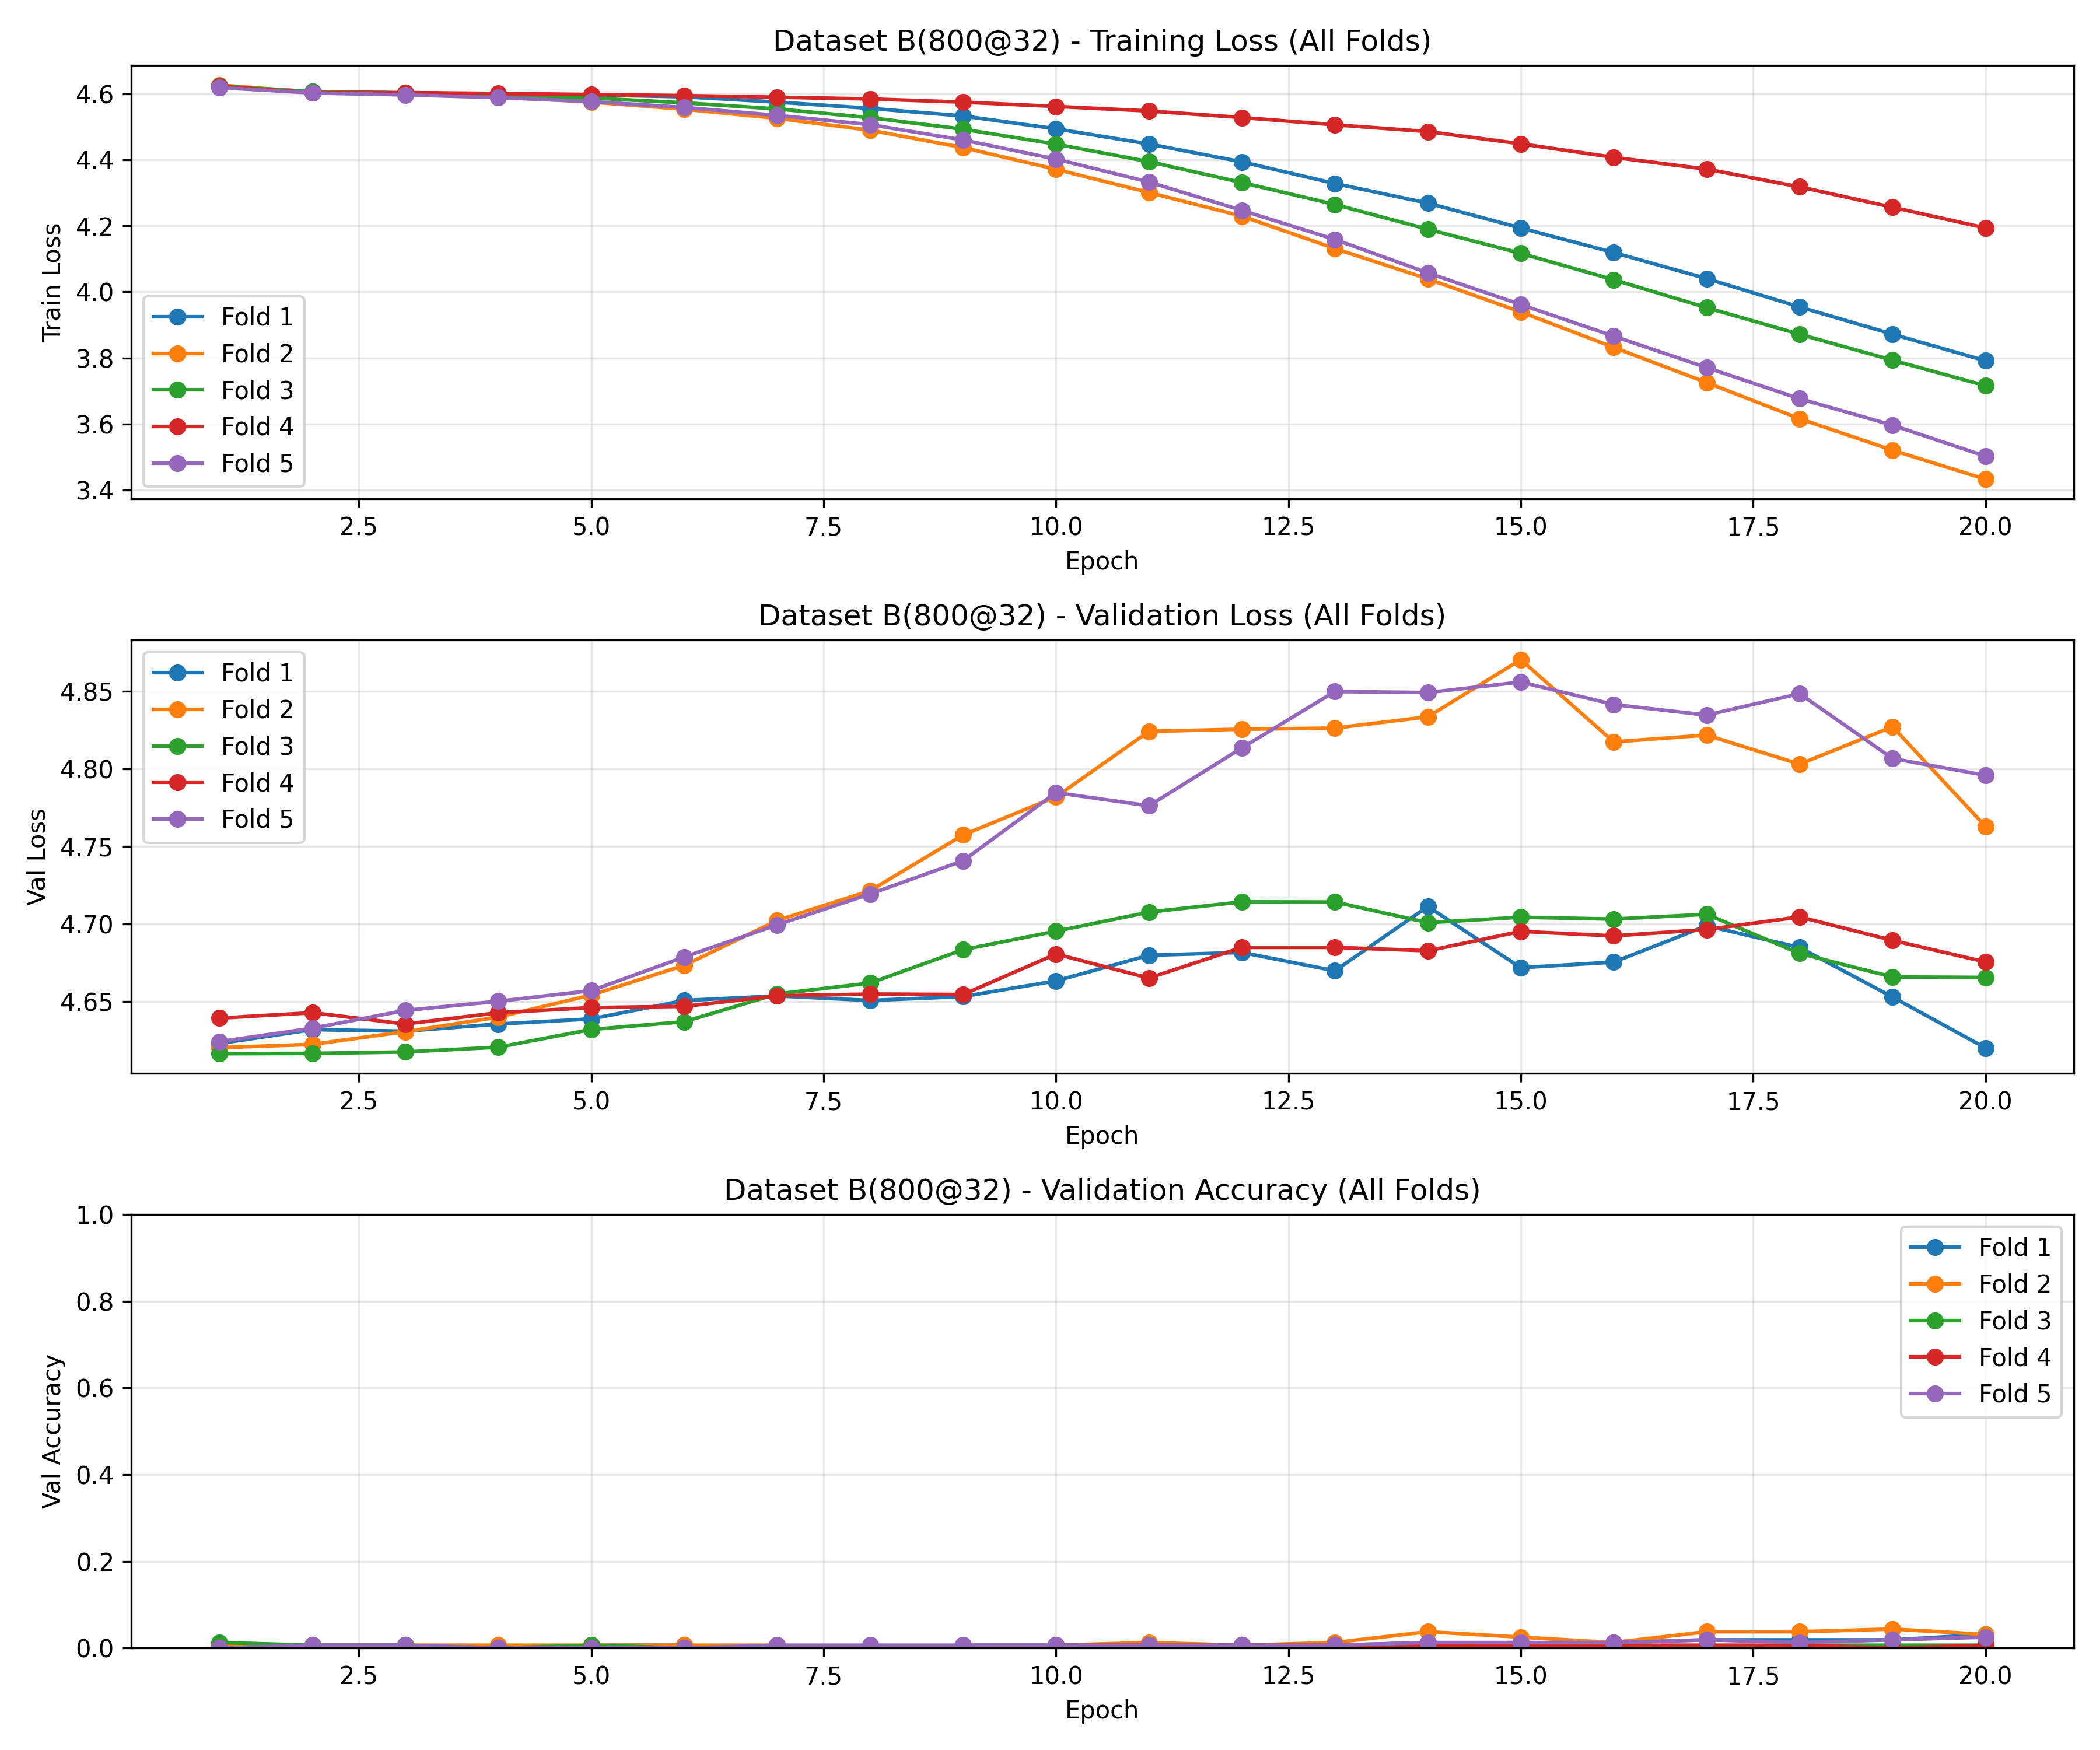 Dataset B(800@32) - Training Loss (All Folds)
4.6
4.4
4.2
4.0
3.8
3.6
3.4
Train Loss
Fold 1
Fold 2
Fold 3
Fold 4
Fold 5
2.5 5.0 7.5 10.0 12.5 15.0 17.5 20.0
Epoch
Dataset B(800@32) - Validation Loss (All Folds)
4.85
4.80
4.75
4.70
4.65
Val Loss
Fold 1
Fold 2
Fold 3
Fold 4
Fold 5
2.5 5.0 7.5 10.0 12.5 15.0 17.5 20.0
Epoch
Dataset B(800@32) - Validation Accuracy (All Folds)
1.0
0.8
0.6
0.4
0.2
0.0
Val Accuracy
Fold 1
Fold 2
Fold 3
Fold 4
Fold 5
2.5 5.0 7.5 10.0 12.5 15.0 17.5 20.0
Epoch